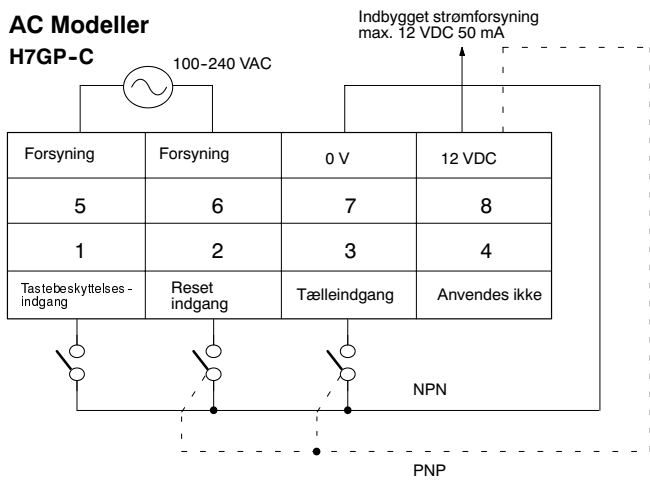 AC Modeller
H7GP-C
Indbygget strømforsyning
max. 12 VDC 50 mA
100-240 VAC
Forsyning
Forsyning
0 V
12 VDC
5
6
7
8
1
2
3
4
Tastebeskyttelses-
indgang
Reset
indgang
Tælleindgang
Anvendes ikke
NPN
PNP